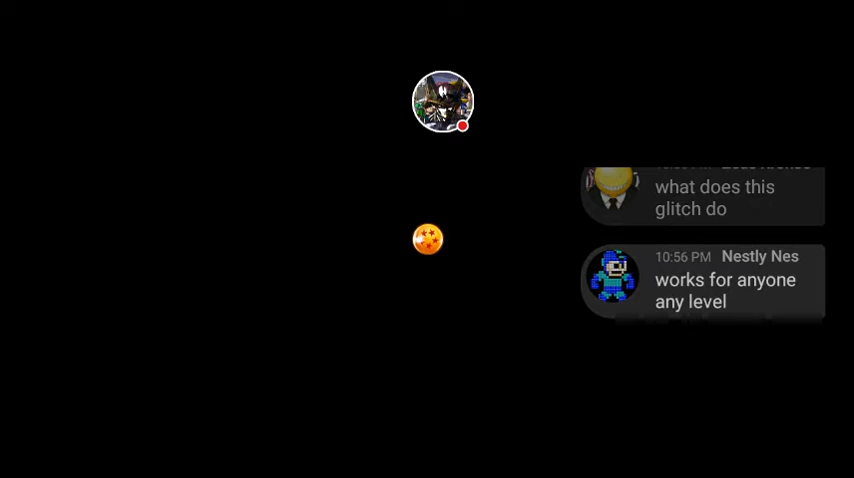 what does this
glitch do
10:56 PM Nestly Nes
works for anyone
any level